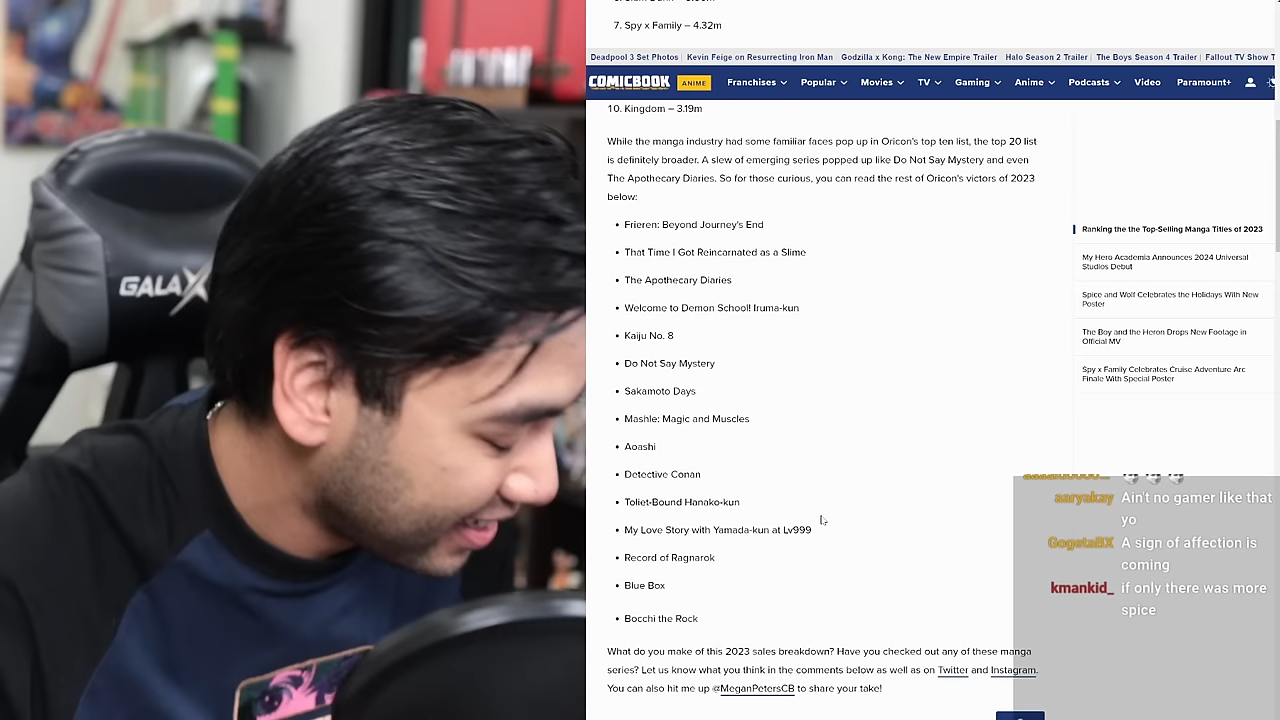 7. Spy x Family – 4.32m
Deadpool 3 Set Photos | Kevin Feige on Resurrecting Iron Man Godzilla x Kong: The New Empire Trailer Halo Season 2 Trailer | The Boys Season 4 Trailer | Fallout TV Show T
COMICBOOK ANIME Franchises Popular Movies TV Gaming Anime Podcasts Video Paramount+
10. Kingdom – 3.19m
While the manga industry had some familiar faces pop up in Oricon's top ten list, the top 20 list
is definitely broader. A slew of emerging series popped up like Do Not Say Mystery and even
The Apothecary Diaries. So for those curious, you can read the rest of Oricon's victors of 2023
below:
• Frieren: Beyond Journey's End
• That Time I Got Reincarnated as a Slime
• The Apothecary Diaries
• Welcome to Demon School! Iruma-kun
• Kaiju No. 8
• Do Not Say Mystery
• Sakamoto Days
• Mashle: Magic and Muscles
• Aoashi
• Detective Conan
• Toliet-Bound Hanako-kun
• My Love Story with Yamada-kun at Lv999
• Record of Ragnarok
• Blue Box
• Bocchi the Rock
What do you make of this 2023 sales breakdown? Have you checked out any of these manga
series? Let us know what you think in the comments below as well as on Twitter and Instagram.
You can also hit me up @MeganPetersCB to share your take!
Ranking the the Top-Selling Manga Titles of 2023
My Hero Academia Announces 2024 Universal
Studios Debut
Spice and Wolf Celebrates the Holidays With New
Poster
The Boy and the Heron Drops New Footage in
Official MV
Spy x Family Celebrates Cruise Adventure Arc
Finale With Special Poster
aaryakay Ain't no gamer like that
yo
GogetaBX A sign of affection is
coming
kmankid_ if only there was more
spice
GALAX